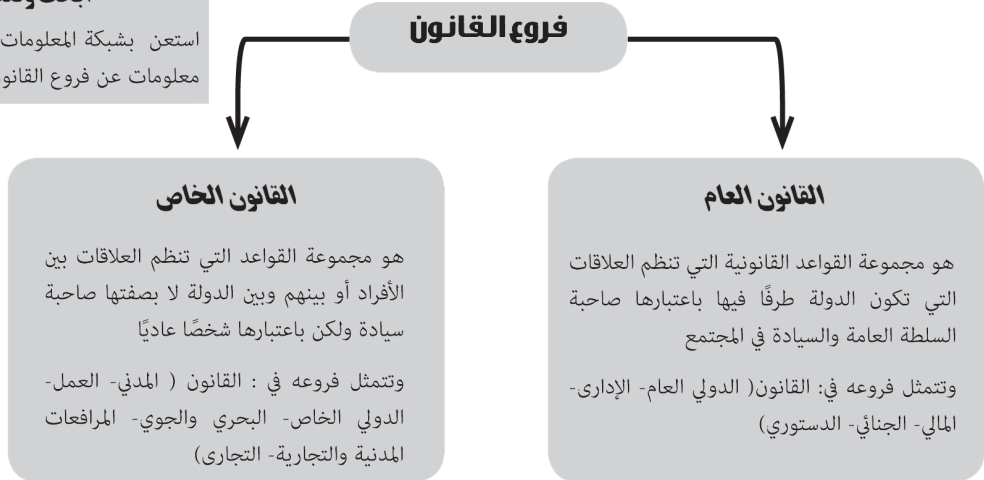 فروع القانون
استعن بشبكة المعلومات
معلومات عن فروع
القانون العام
هو مجموعة القواعد القانونية التي تنظم العلاقات
التي تكون الدولة طرفًا فيها باعتبارها صاحبة
السلطة العامة والسيادة في المجتمع
وتتمثل فروعه في: القانون( الدولي العام- الإدارى-
المالي- الجنائي- الدستوري)
القانون الخاص
هو مجموعة القواعد التي تنظم العلاقات بين
الأفراد أو بينهم وبين الدولة لا بصفتها صاحبة
سيادة ولكن باعتبارها شخصًا عاديًا
وتتمثل فروعه في : القانون ( المدني- العمل-
الدولي الخاص- البحري والجوي- المرافعات
المدنية والتجارية- التجارى)